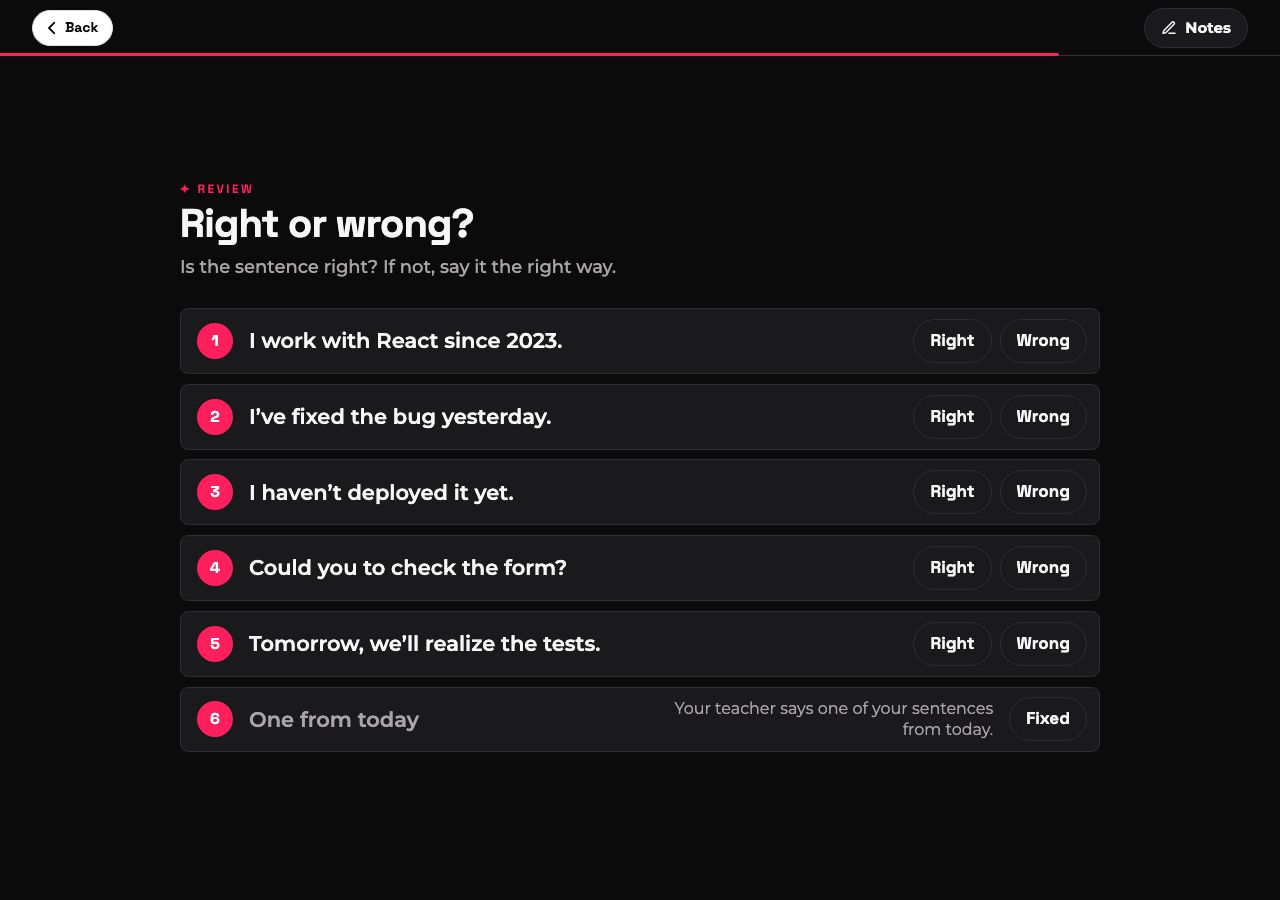 Back
Notes
✦ REVIEW
Right or wrong?
Is the sentence right? If not, say it the right way.
1 I work with React since 2023. Right Wrong
2 I’ve fixed the bug yesterday. Right Wrong
3 I haven’t deployed it yet. Right Wrong
4 Could you to check the form? Right Wrong
5 Tomorrow, we’ll realize the tests. Right Wrong
6 One from today
Your teacher says one of your sentences
from today.
Fixed